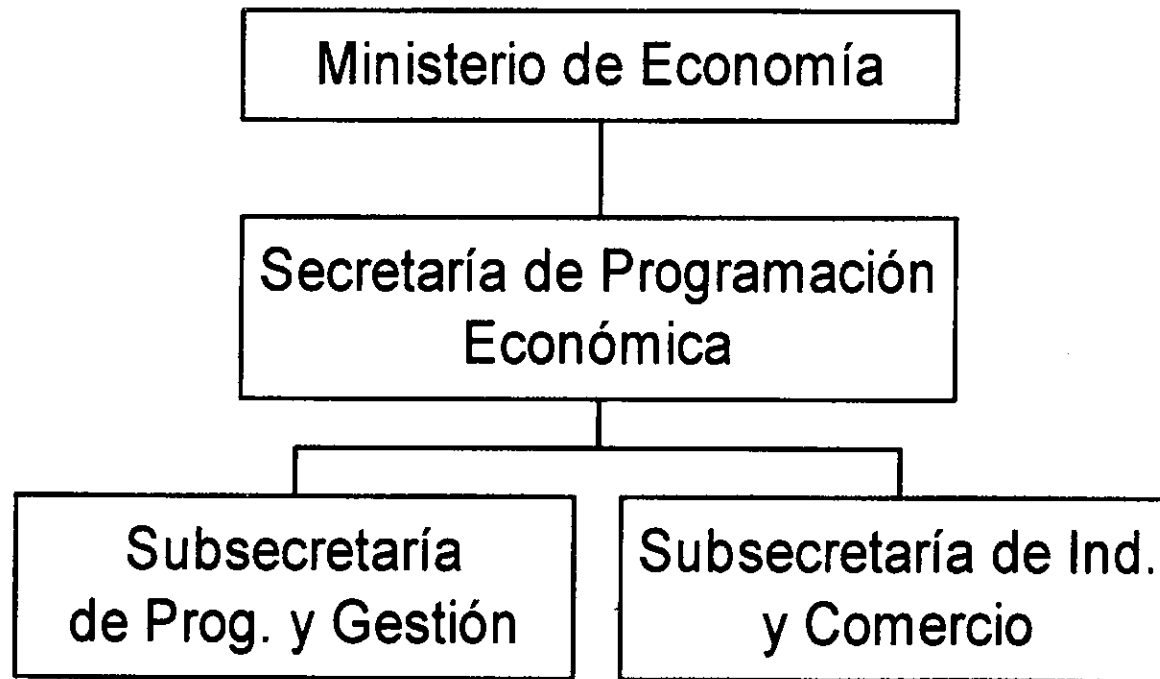 Ministerio de Economía
Secretaría de Programación
Económica
Subsecretaría
de Prog. y Gestión
Subsecretaría de Ind.
y Comercio